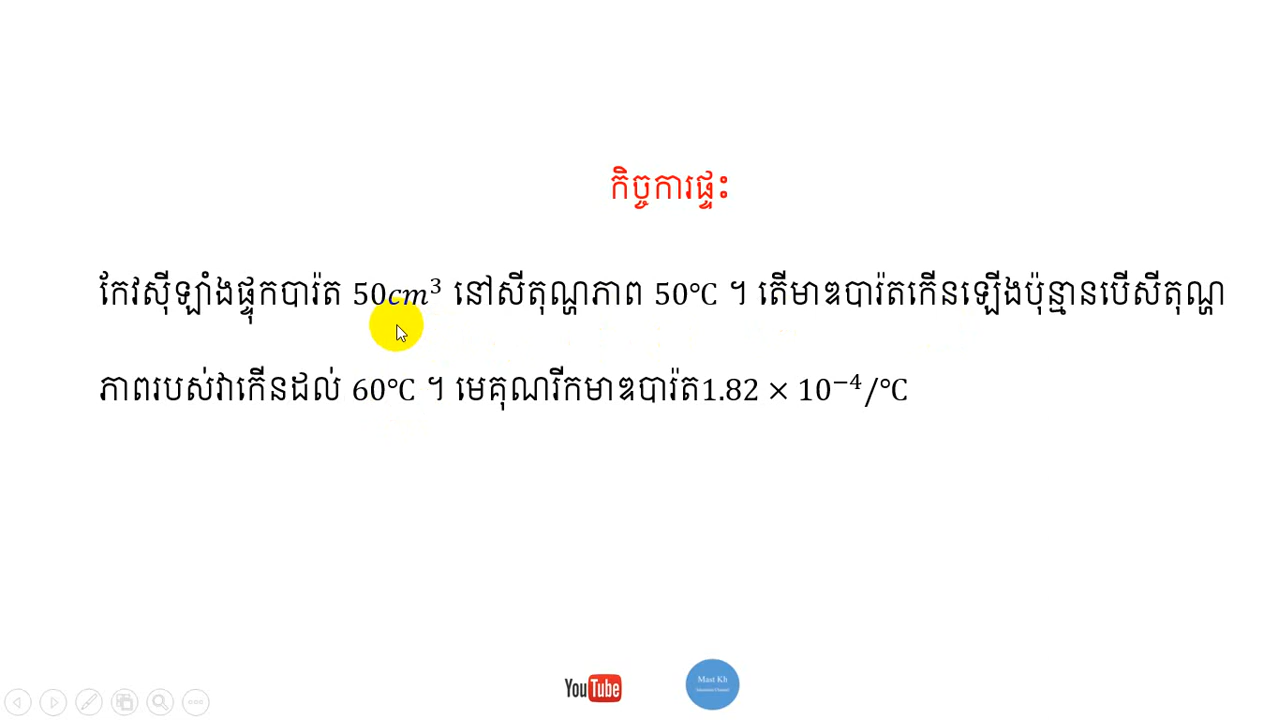 កិច្ចការផ្ទះ
កែវស៊ីឡាំងផ្ទុកបារ៉ត 50cm³ នៅសីតុណ្ហភាព 50°C ។ តើមាឌបារ៉តកើនឡើងប៉ុន្មានបើសីតុណ្ហ
ភាពរបស់វាកើនដល់ 60°C ។ មេគុណរីកមាឌបារ៉ត1.82 × 10⁻⁴/°C
YouTube
Mast Kh